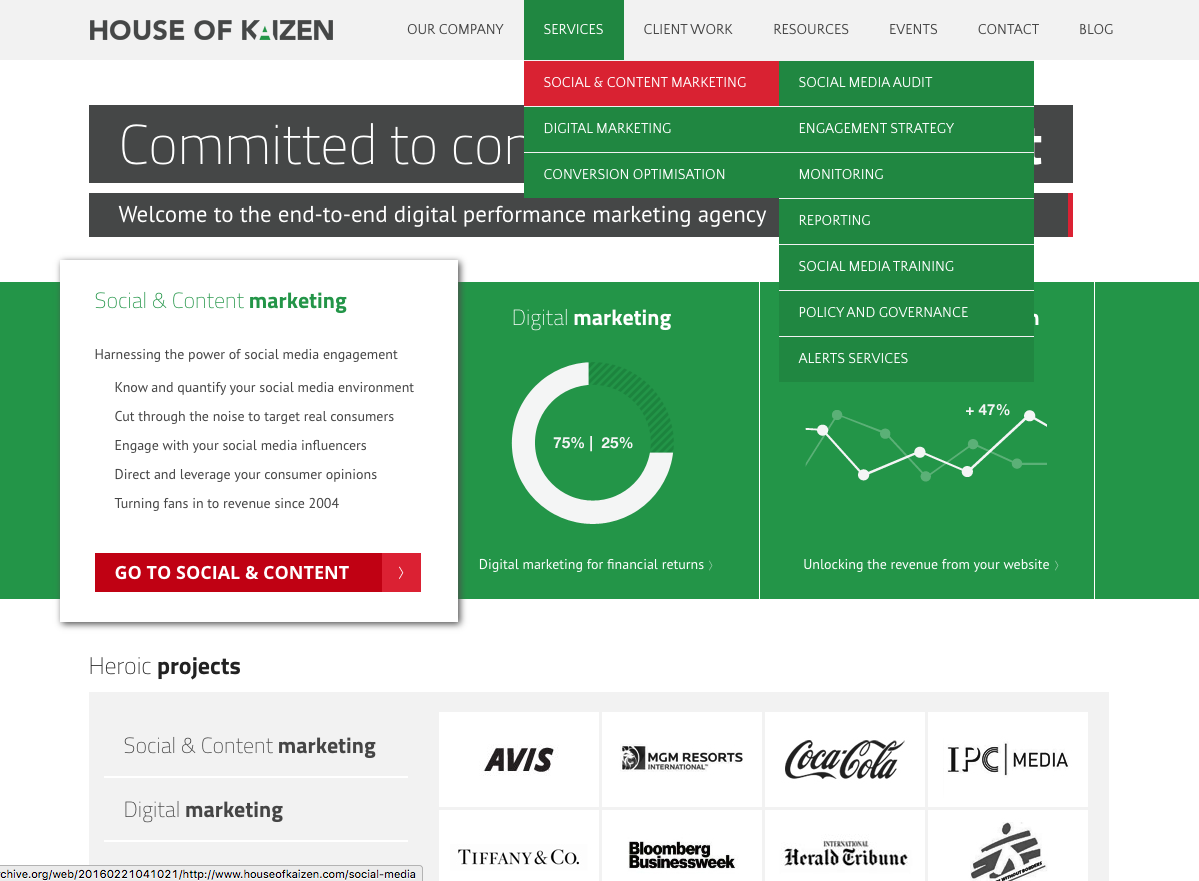 HOUSE OF KAIZEN
OUR COMPANY
SERVICES
CLIENT WORK
RESOURCES
EVENTS
CONTACT
BLOG
SOCIAL & CONTENT MARKETING
DIGITAL MARKETING
CONVERSION OPTIMISATION
SOCIAL MEDIA AUDIT
ENGAGEMENT STRATEGY
MONITORING
REPORTING
SOCIAL MEDIA TRAINING
POLICY AND GOVERNANCE
ALERTS SERVICES
Committed to con
Welcome to the end-to-end digital performance marketing agency
Social & Content marketing
Harnessing the power of social media engagement
Know and quantify your social media environment
Cut through the noise to target real consumers
Engage with your social media influencers
Direct and leverage your consumer opinions
Turning fans in to revenue since 2004
GO TO SOCIAL & CONTENT 〉
Digital marketing
75% | 25%
Digital marketing for financial returns 〉
+ 47%
Unlocking the revenue from your website 〉
Heroic projects
Social & Content marketing
Digital marketing
AVIS
MGM RESORTS
INTERNATIONAL™
Coca-Cola
IPC | MEDIA
TIFFANY & CO.
Bloomberg
Businessweek
INTERNATIONAL
Herald Tribune
WITHOUT BORDERS
rchive.org/web/20160221041021/http://www.houseofkaizen.com/social-media